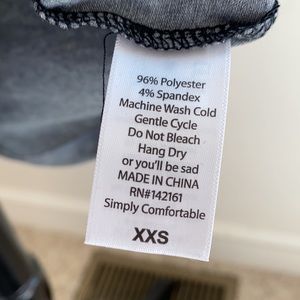 96% Polyester
4% Spandex
Machine Wash Cold
Gentle Cycle
Do Not Bleach
Hang Dry
or you'll be sad
MADE IN CHINA
RN#142161
Simply Comfortable
XXS